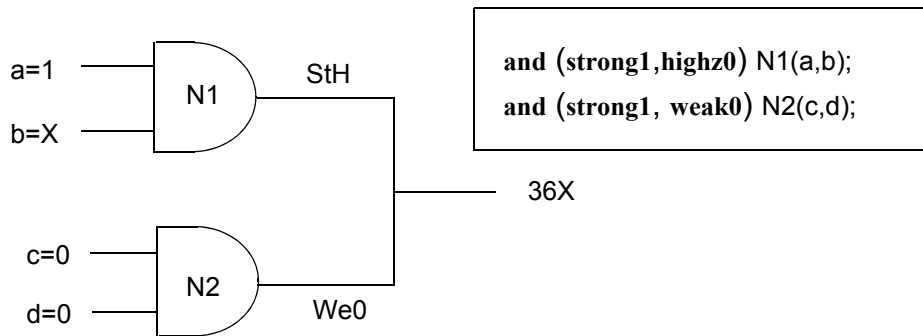 and (strong1,highz0) N1(a,b);
and (strong1, weak0) N2(c,d);
a=1
b=X
N1
StH
36X
c=0
d=0
N2
We0